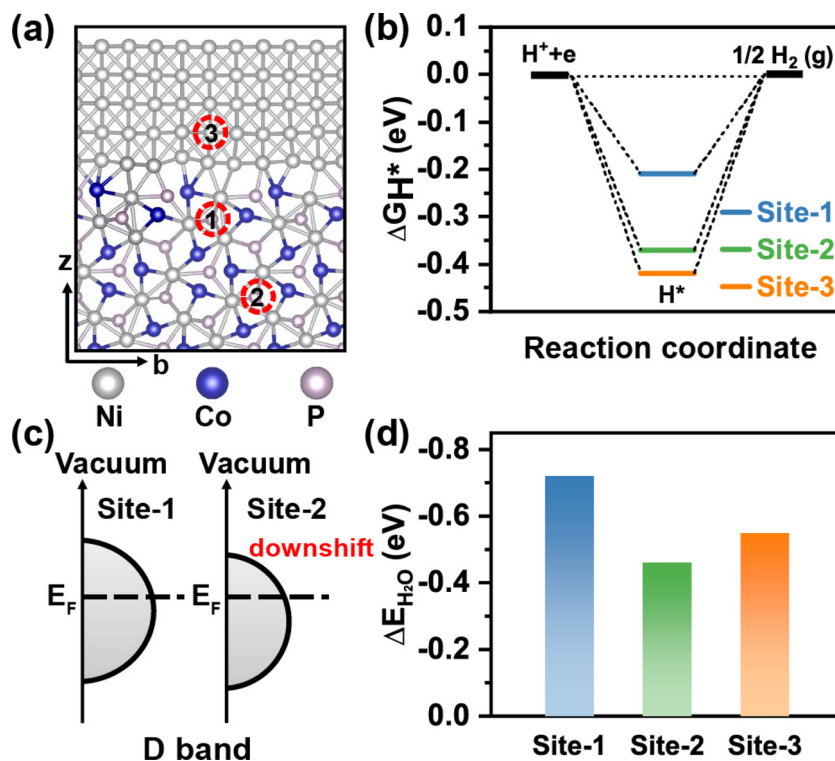 (a)
3
1
2
z
b
Ni Co P
(b)
H⁺+e 1/2 H₂ (g)
0.0
-0.1
-0.2
-0.3
-0.4
-0.5
ΔG_H* (eV)
Site-1
Site-2
Site-3
H*
Reaction coordinate
(c)
Vacuum Vacuum
Site-1 Site-2
downshift
E_F E_F
D band
(d)
-0.8
-0.6
-0.4
-0.2
0.0
ΔE_H₂O (eV)
Site-1 Site-2 Site-3